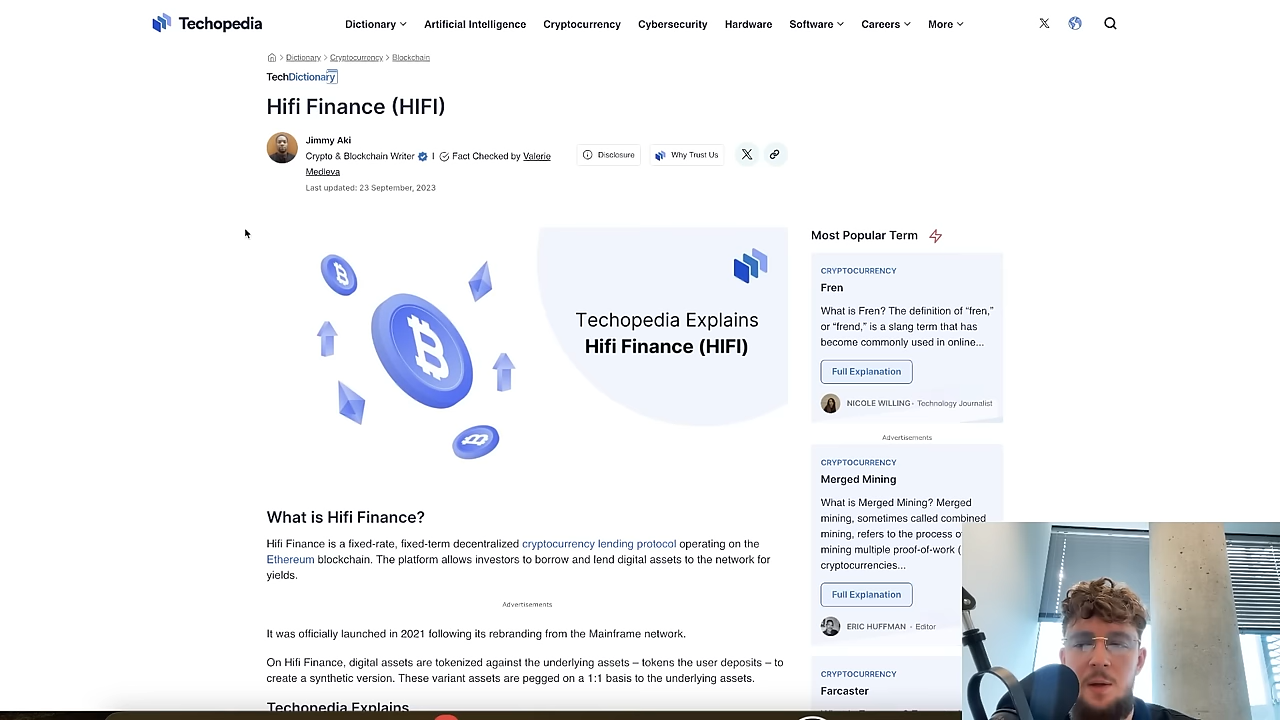 Techopedia
Dictionary
Artificial Intelligence
Cryptocurrency
Cybersecurity
Hardware
Software
Careers
More
Dictionary > Cryptocurrency > Blockchain
TechDictionary
Hifi Finance (HIFI)
Jimmy Aki
Crypto & Blockchain Writer | Fact Checked by Valerie
Medieva
Last updated: 23 September, 2023
Disclosure
Why Trust Us
Techopedia Explains
Hifi Finance (HIFI)
What is Hifi Finance?
Hifi Finance is a fixed-rate, fixed-term decentralized cryptocurrency lending protocol operating on the
Ethereum blockchain. The platform allows investors to borrow and lend digital assets to the network for
yields.
Advertisements
It was officially launched in 2021 following its rebranding from the Mainframe network.
On Hifi Finance, digital assets are tokenized against the underlying assets – tokens the user deposits – to
create a synthetic version. These variant assets are pegged on a 1:1 basis to the underlying assets.
Techopedia Explains
Most Popular Term
CRYPTOCURRENCY
Fren
What is Fren? The definition of “fren,”
or “frend,” is a slang term that has
become commonly used in online...
Full Explanation
NICOLE WILLING - Technology Journalist
Advertisements
CRYPTOCURRENCY
Merged Mining
What is Merged Mining? Merged
mining, sometimes called combined
mining, refers to the process o
mining multiple proof-of-work (
cryptocurrencies...
Full Explanation
ERIC HUFFMAN - Editor
CRYPTOCURRENCY
Farcaster